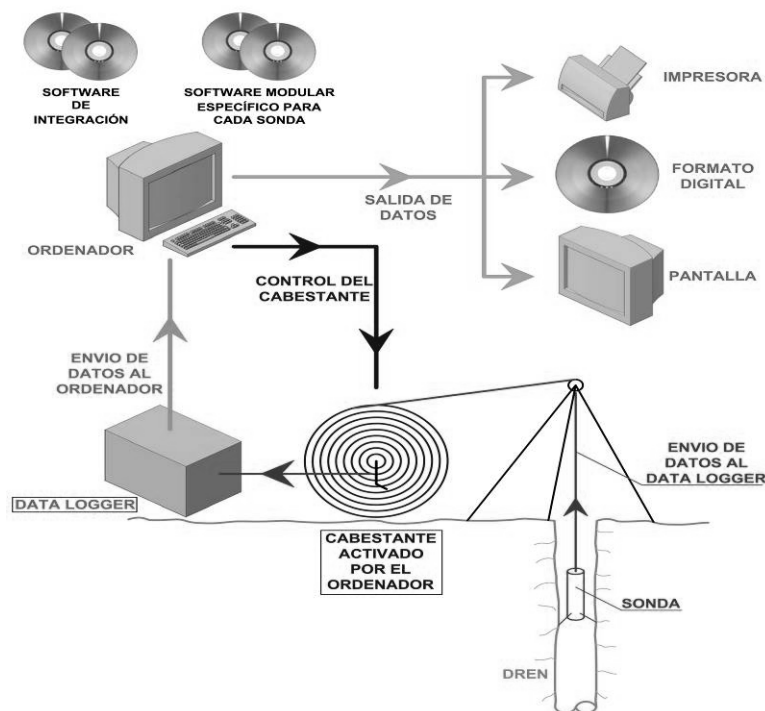 SOFTWARE
DE
INTEGRACIÓN
SOFTWARE MODULAR
ESPECÍFICO PARA
CADA SONDA
IMPRESORA
FORMATO
DIGITAL
SALIDA DE
DATOS
ORDENADOR
PANTALLA
CONTROL DEL
CABESTANTE
ENVIO DE
DATOS AL
ORDENADOR
ENVIO DE
DATOS AL
DATA LOGGER
DATA LOGGER
CABESTANTE
ACTIVADO
POR EL
ORDENADOR
SONDA
DREN